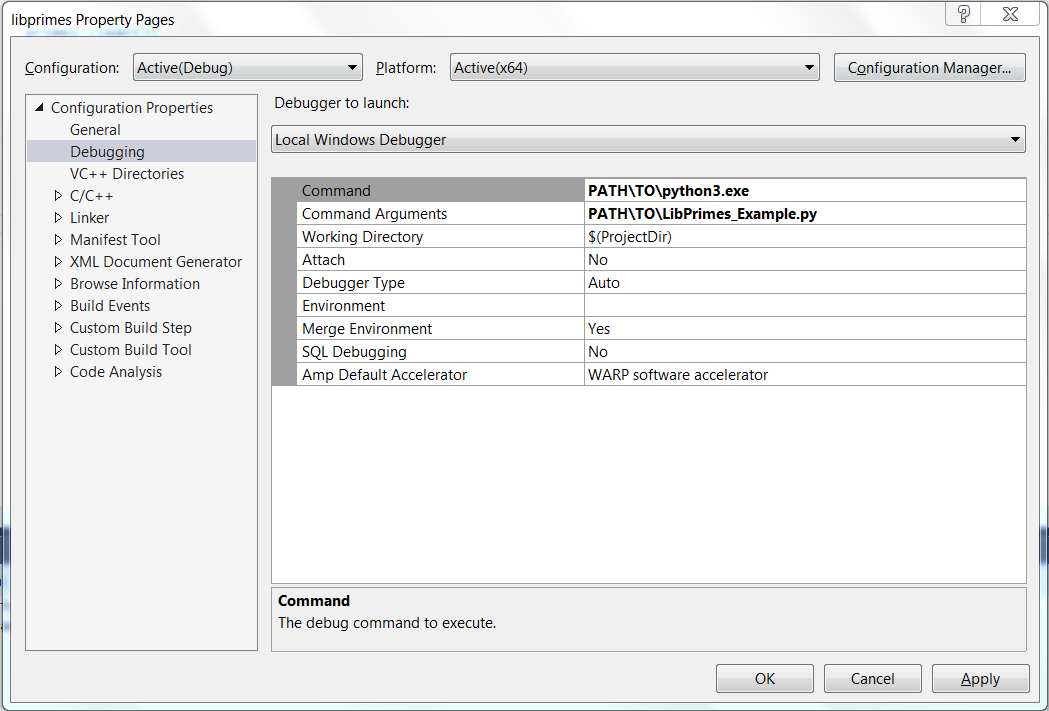 libprimes Property Pages
Configuration: Active(Debug) Platform: Active(x64) Configuration Manager...
Configuration Properties
General
Debugging
VC++ Directories
C/C++
Linker
Manifest Tool
XML Document Generator
Browse Information
Build Events
Custom Build Step
Custom Build Tool
Code Analysis
Debugger to launch:
Local Windows Debugger
Command PATH\TO\python3.exe
Command Arguments PATH\TO\LibPrimes_Example.py
Working Directory $(ProjectDir)
Attach No
Debugger Type Auto
Environment
Merge Environment Yes
SQL Debugging No
Amp Default Accelerator WARP software accelerator
Command
The debug command to execute.
OK Cancel Apply